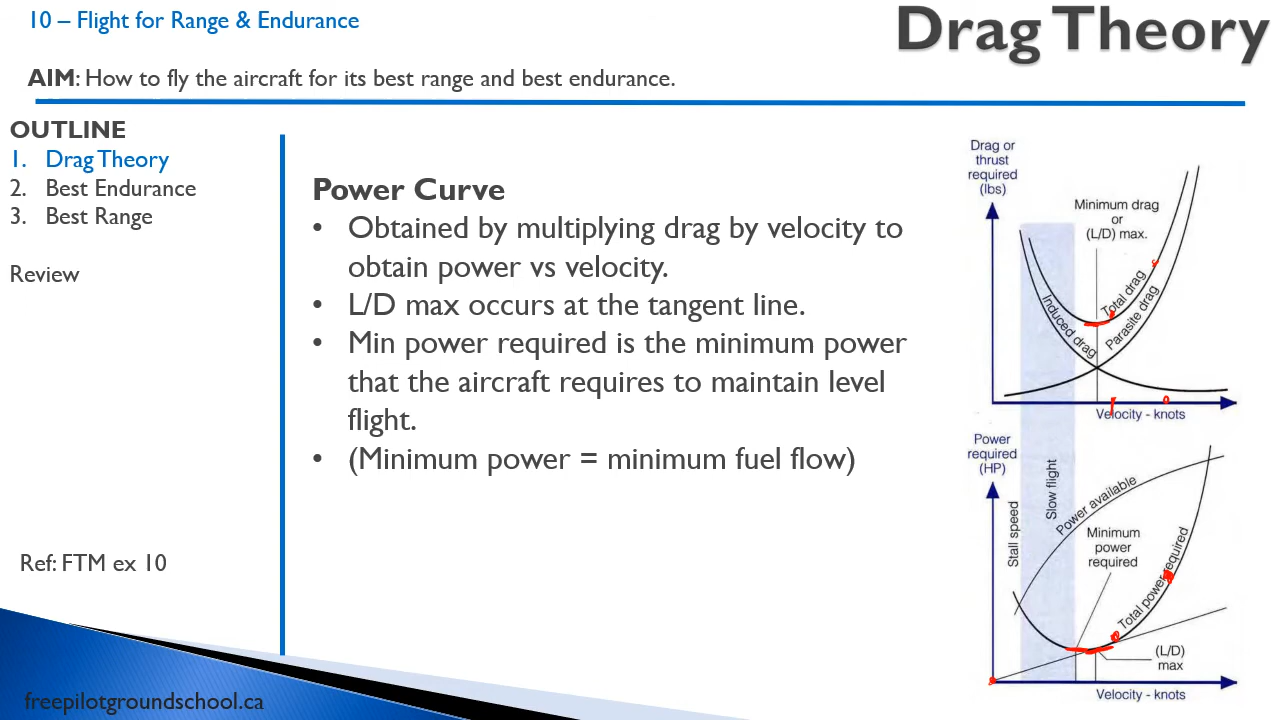 10 – Flight for Range & Endurance
Drag Theory
AIM: How to fly the aircraft for its best range and best endurance.
OUTLINE
1. Drag Theory
2. Best Endurance
3. Best Range
Review
Ref: FTM ex 10
freepilotgroundschool.ca
Power Curve
• Obtained by multiplying drag by velocity to
obtain power vs velocity.
• L/D max occurs at the tangent line.
• Min power required is the minimum power
that the aircraft requires to maintain level
flight.
• (Minimum power = minimum fuel flow)
Drag or
thrust
required
(lbs)
Minimum drag
or
(L/D) max.
Total drag
Induced drag
Parasite drag
Velocity - knots
Power
required
(HP)
Stall speed
Slow flight
Power available
Minimum
power
required
Total power required
(L/D)
max
Velocity - knots